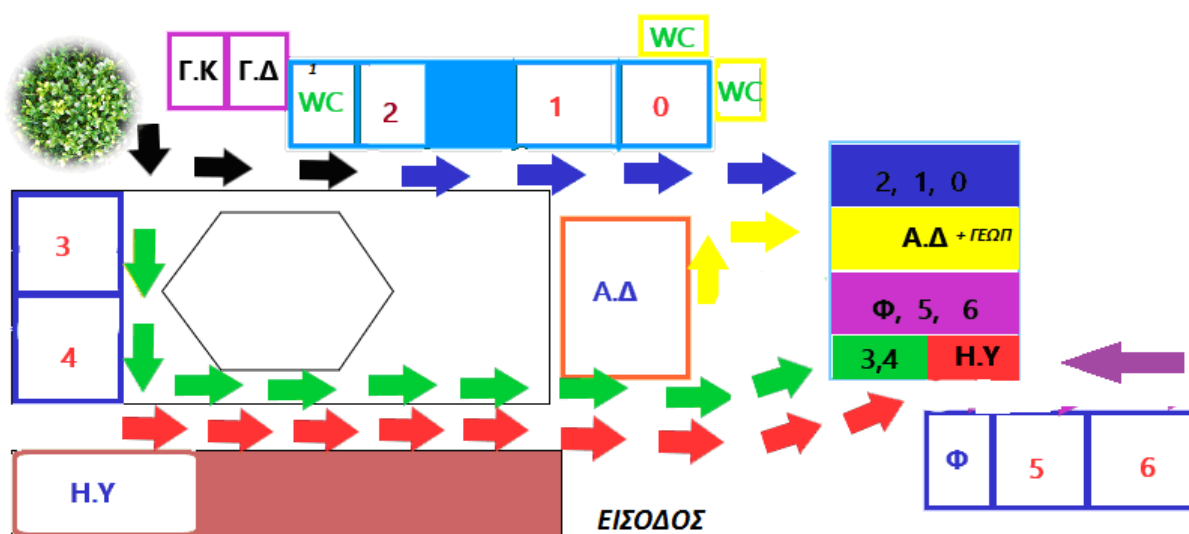 WC
Γ.Κ Γ.Δ
1
WC 2 1 0 WC
2, 1, 0
3
Α.Δ + ΓΕΩΠ
Α.Δ
Φ, 5, 6
4
3,4 Η.Υ
Φ 5 6
Η.Υ
ΕΙΣΟΔΟΣ